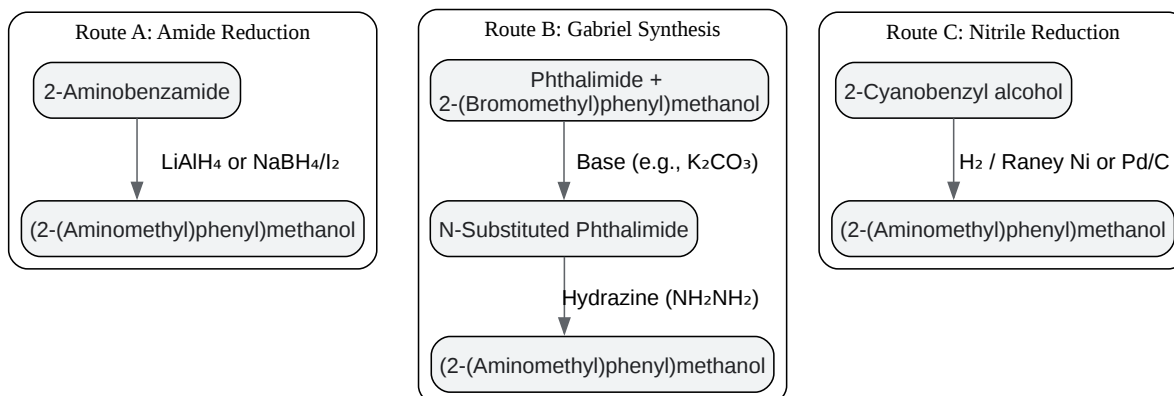 Route A: Amide Reduction
2-Aminobenzamide
LiAlH₄ or NaBH₄/I₂
(2-(Aminomethyl)phenyl)methanol
Route B: Gabriel Synthesis
Phthalimide +
2-(Bromomethyl)phenyl)methanol
Base (e.g., K₂CO₃)
N-Substituted Phthalimide
Hydrazine (NH₂NH₂)
(2-(Aminomethyl)phenyl)methanol
Route C: Nitrile Reduction
2-Cyanobenzyl alcohol
H₂ / Raney Ni or Pd/C
(2-(Aminomethyl)phenyl)methanol